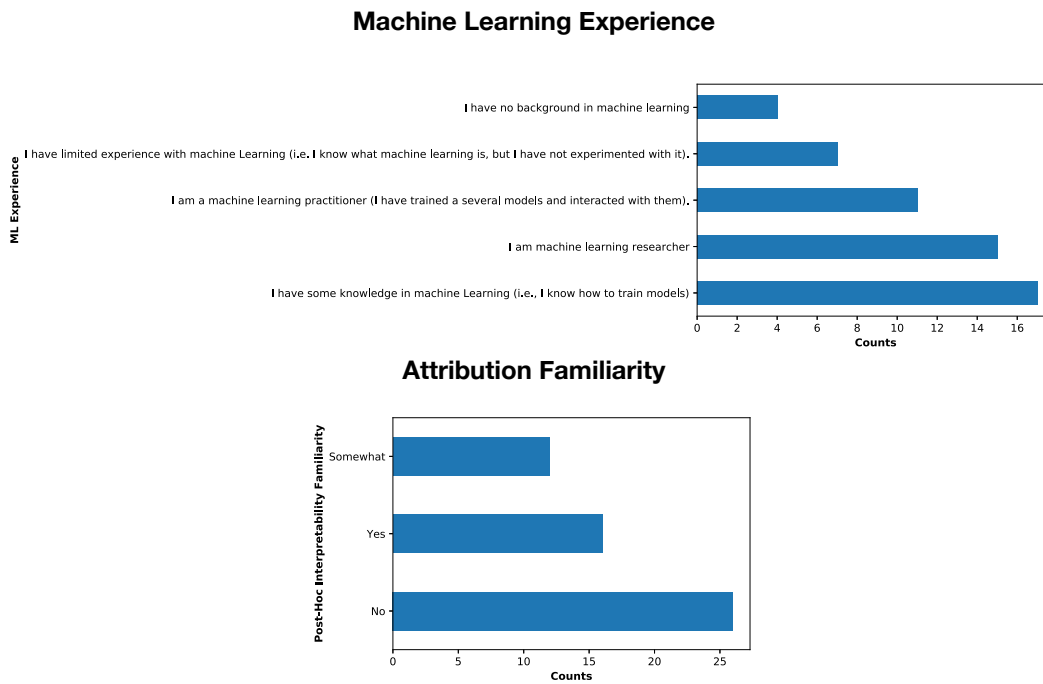 Machine Learning Experience
ML Experience
I have no background in machine learning
I have limited experience with machine Learning (i.e. I know what machine learning is, but I have not experimented with it).
I am a machine learning practitioner (I have trained a several models and interacted with them).
I am machine learning researcher
I have some knowledge in machine Learning (i.e., I know how to train models)
0 2 4 6 8 10 12 14 16
Counts
Attribution Familiarity
Post-Hoc Interpretability Familiarity
Somewhat
Yes
No
0 5 10 15 20 25
Counts